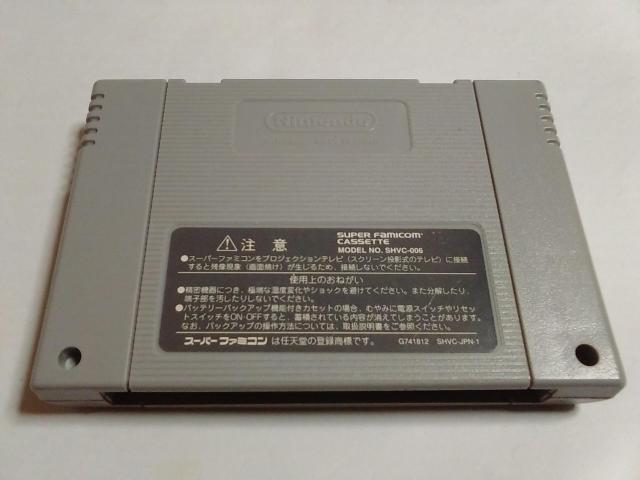 Nintendo
注意
SUPER FAMICOM
CASSETTE
MODEL NO. SHVC-006
●スーパーファミコンをプロジェクションテレビ(スクリーン投影式のテレビ)に接続
すると残像現象(画面焼け)が生じるため、接続しないでください。
使用上のおねがい
●精密機器につき、極端な温度変化やショックを避けてください。また分解したり、
端子部を汚したりしないでください。
●バッテリーバックアップ機能付きカセットの場合、むやみに電源スイッチやリセッ
トスイッチをON・OFFすると、蓄積されている内容が消えてしまうことがあります。
なお、バックアップの操作方法については、取扱説明書をご参照ください。
スーパーファミコンは任天堂の登録商標です。
G741812 SHVC-JPN-1